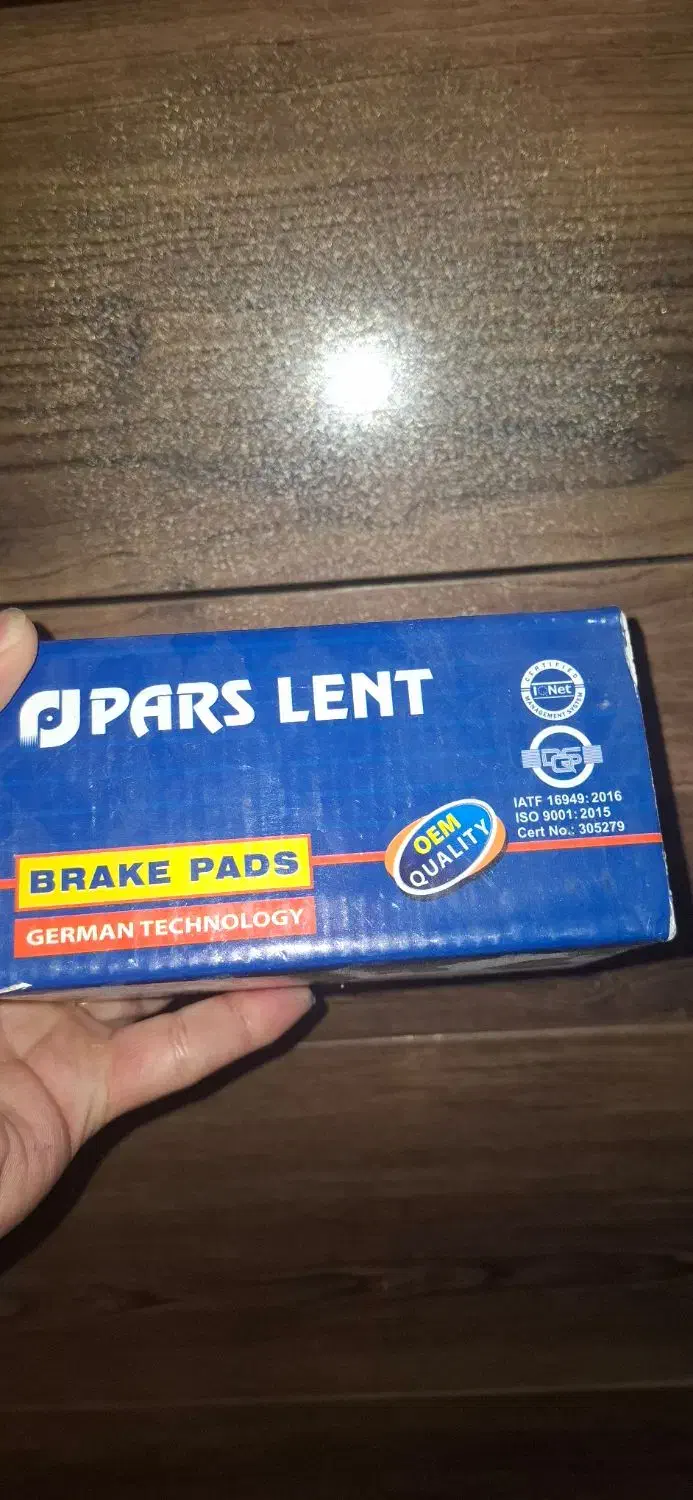 PARS LENT
CERTIFIED
IQNet
MANAGEMENT SYSTEM
DQS
IATF 16949:2016
ISO 9001:2015
Cert No.: 305279
OEM
QUALITY
BRAKE PADS
GERMAN TECHNOLOGY